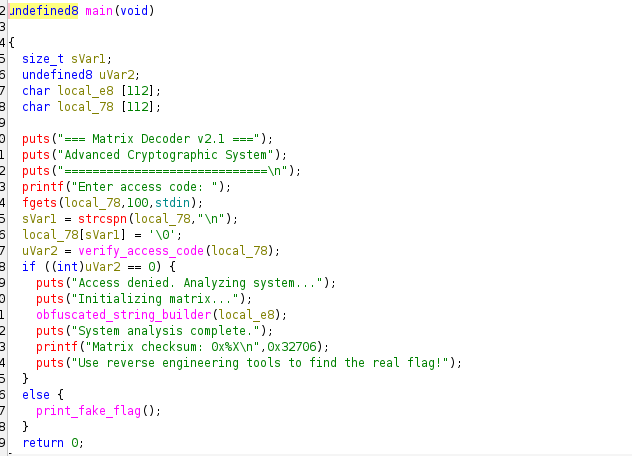 2 undefined8 main(void)
3
4 {
5 size_t sVar1;
6 undefined8 uVar2;
7 char local_e8 [112];
8 char local_78 [112];
9
0 puts("=== Matrix Decoder v2.1 ===");
1 puts("Advanced Cryptographic System");
2 puts("=============================\n");
3 printf("Enter access code: ");
4 fgets(local_78,100,stdin);
5 sVar1 = strcspn(local_78,"\n");
6 local_78[sVar1] = '\0';
7 uVar2 = verify_access_code(local_78);
8 if ((int)uVar2 == 0) {
9 puts("Access denied. Analyzing system...");
0 puts("Initializing matrix...");
1 obfuscated_string_builder(local_e8);
2 puts("System analysis complete.");
3 printf("Matrix checksum: 0x%X\n",0x32706);
4 puts("Use reverse engineering tools to find the real flag!");
5 }
6 else {
7 print_fake_flag();
8 }
9 return 0;